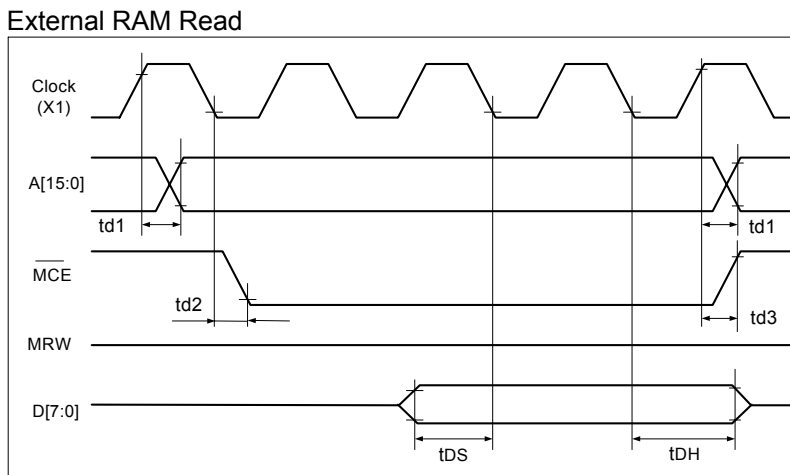 External RAM Read
Clock
(X1)
A[15:0]
td1
td1
MCE
td2
td3
MRW
D[7:0]
tDS
tDH